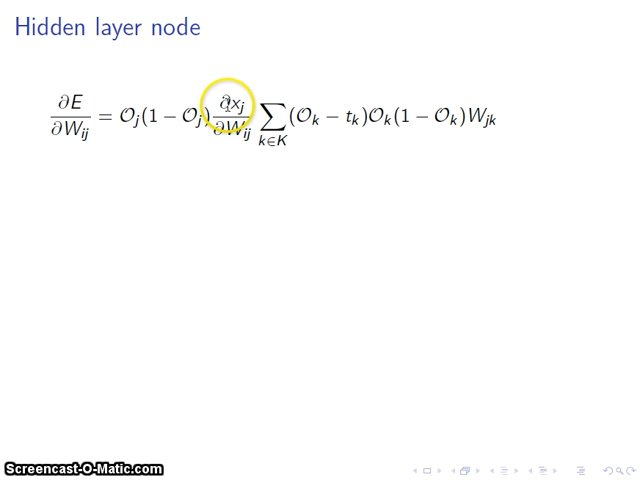 Hidden layer node
∂E/∂W_ij = O_j(1 − O_j) ∂x_j/∂W_ij ∑_{k∈K} (O_k − t_k)O_k(1 − O_k)W_jk
Screencast-O-Matic.com